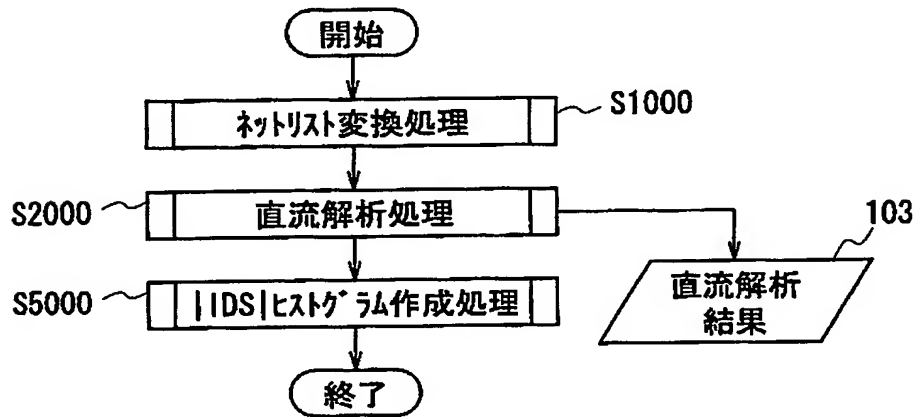 開始
ﾈｯﾄﾘｽﾄ変換処理
S1000
S2000
直流解析処理
103
直流解析
結果
S5000
|IDS|ﾋｽﾄｸﾞﾗﾑ作成処理
終了